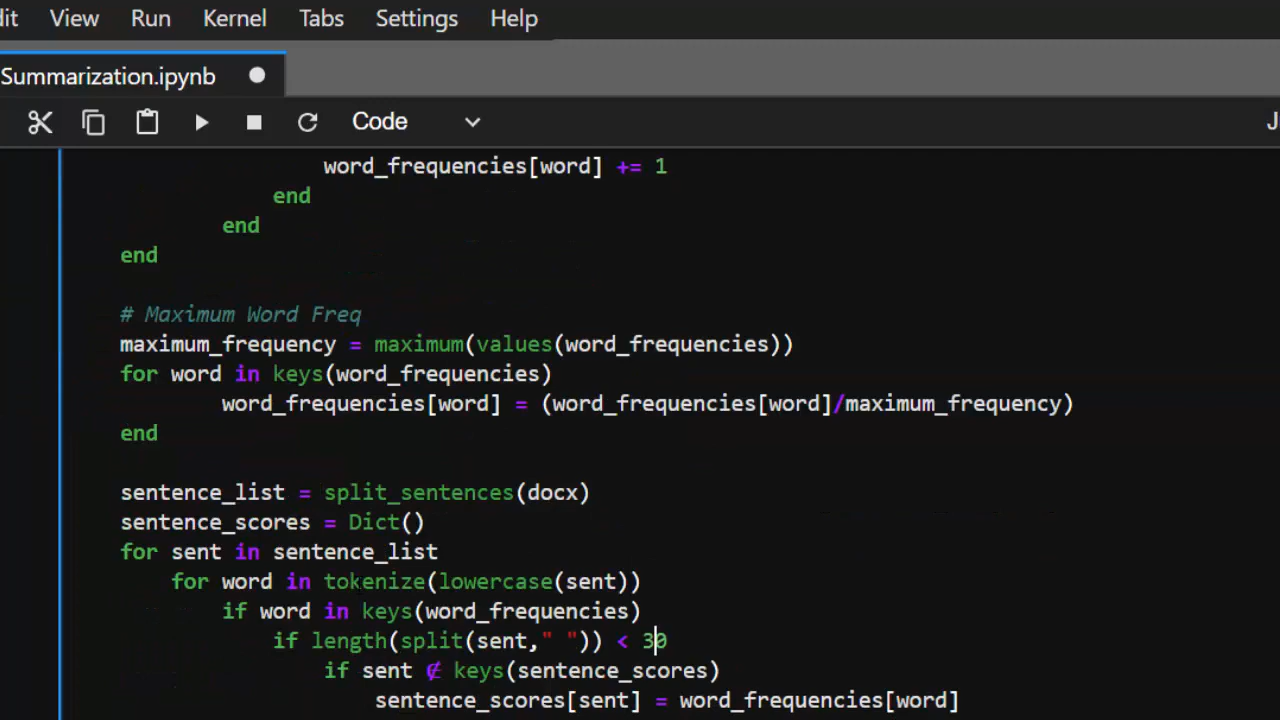 dit View Run Kernel Tabs Settings Help
Summarization.ipynb
Code
J
word_frequencies[word] += 1
end
end
end
# Maximum Word Freq
maximum_frequency = maximum(values(word_frequencies))
for word in keys(word_frequencies)
word_frequencies[word] = (word_frequencies[word]/maximum_frequency)
end
sentence_list = split_sentences(docx)
sentence_scores = Dict()
for sent in sentence_list
for word in tokenize(lowercase(sent))
if word in keys(word_frequencies)
if length(split(sent," ")) < 30
if sent ∉ keys(sentence_scores)
sentence_scores[sent] = word_frequencies[word]